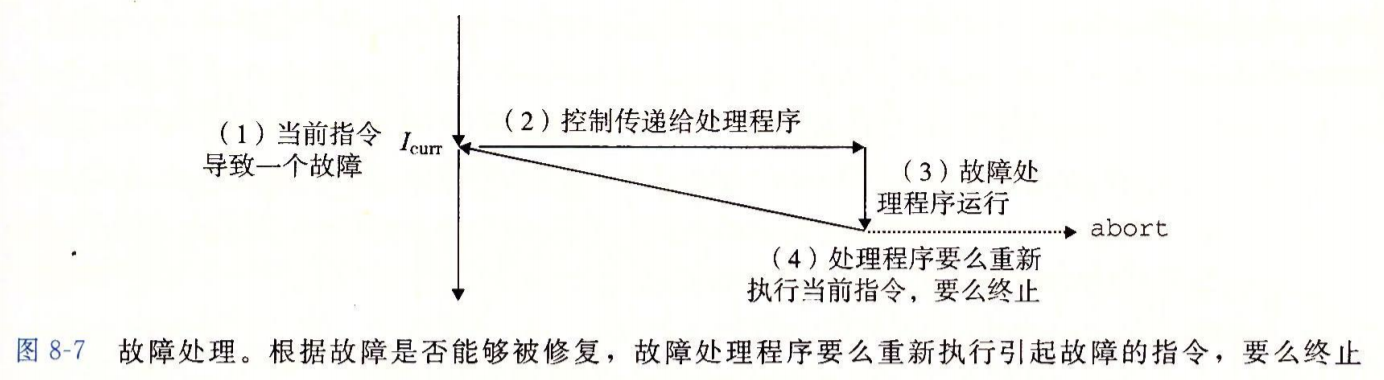 （2）控制传递给处理程序
（1）当前指令 Icurr
导致一个故障
（3）故障处
理程序运行
abort
（4）处理程序要么重新
执行当前指令，要么终止
图 8-7 故障处理。根据故障是否能够被修复，故障处理程序要么重新执行引起故障的指令，要么终止